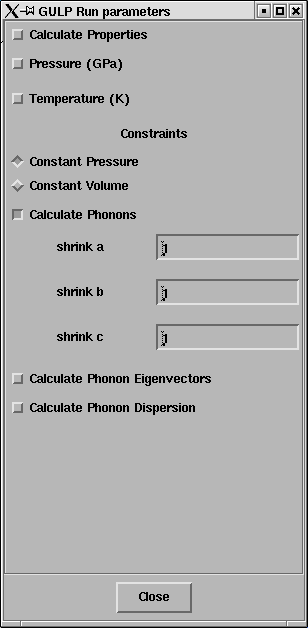 GULP Run parameters
Calculate Properties
Pressure (GPa)
Temperature (K)
Constraints
Constant Pressure
Constant Volume
Calculate Phonons
shrink a
1
shrink b
1
shrink c
1
Calculate Phonon Eigenvectors
Calculate Phonon Dispersion
Close